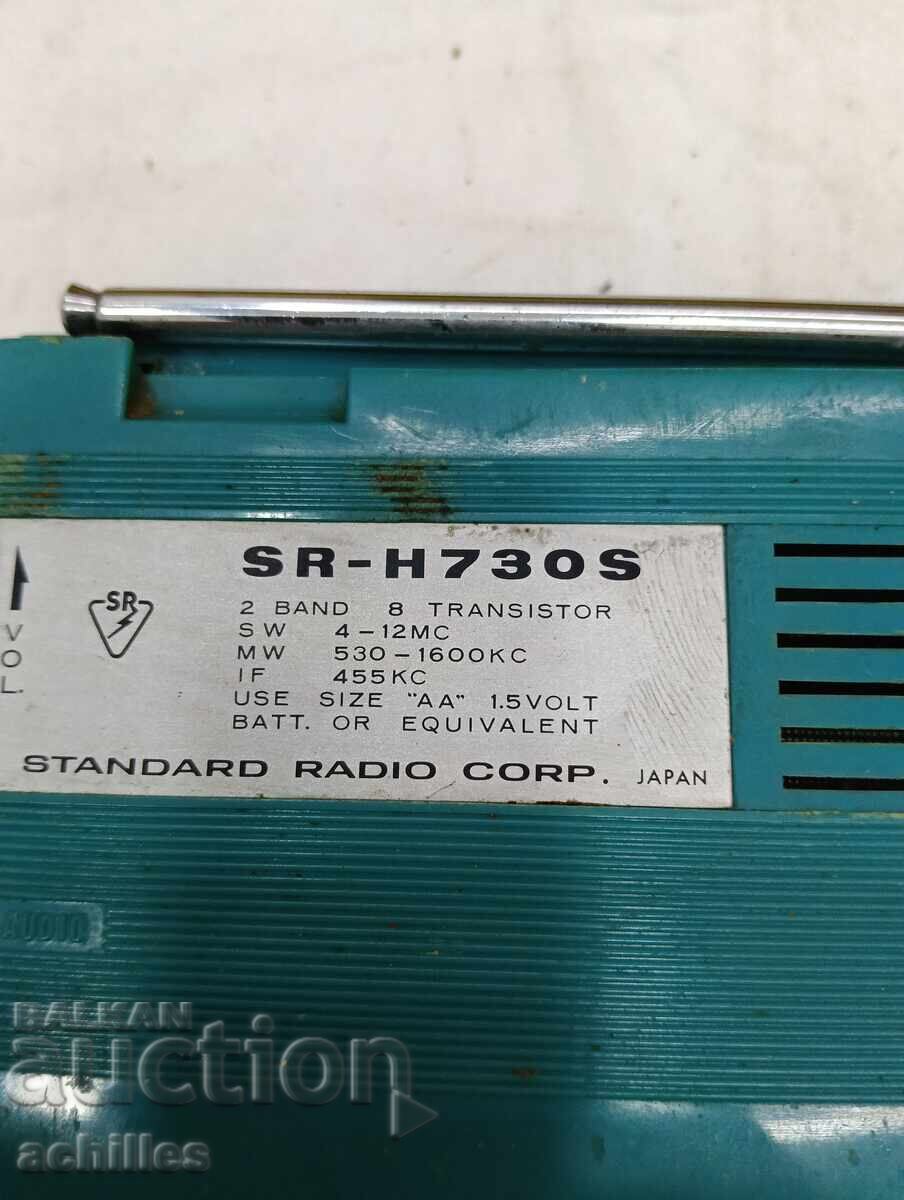 SR-H730S
SR
2 BAND 8 TRANSISTOR
SW 4-12MC
MW 530-1600KC
IF 455KC
USE SIZE "AA" 1.5VOLT
BATT. OR EQUIVALENT
VOL.
STANDARD RADIO CORP. JAPAN
AUDIO
BALKAN
auction
achilles